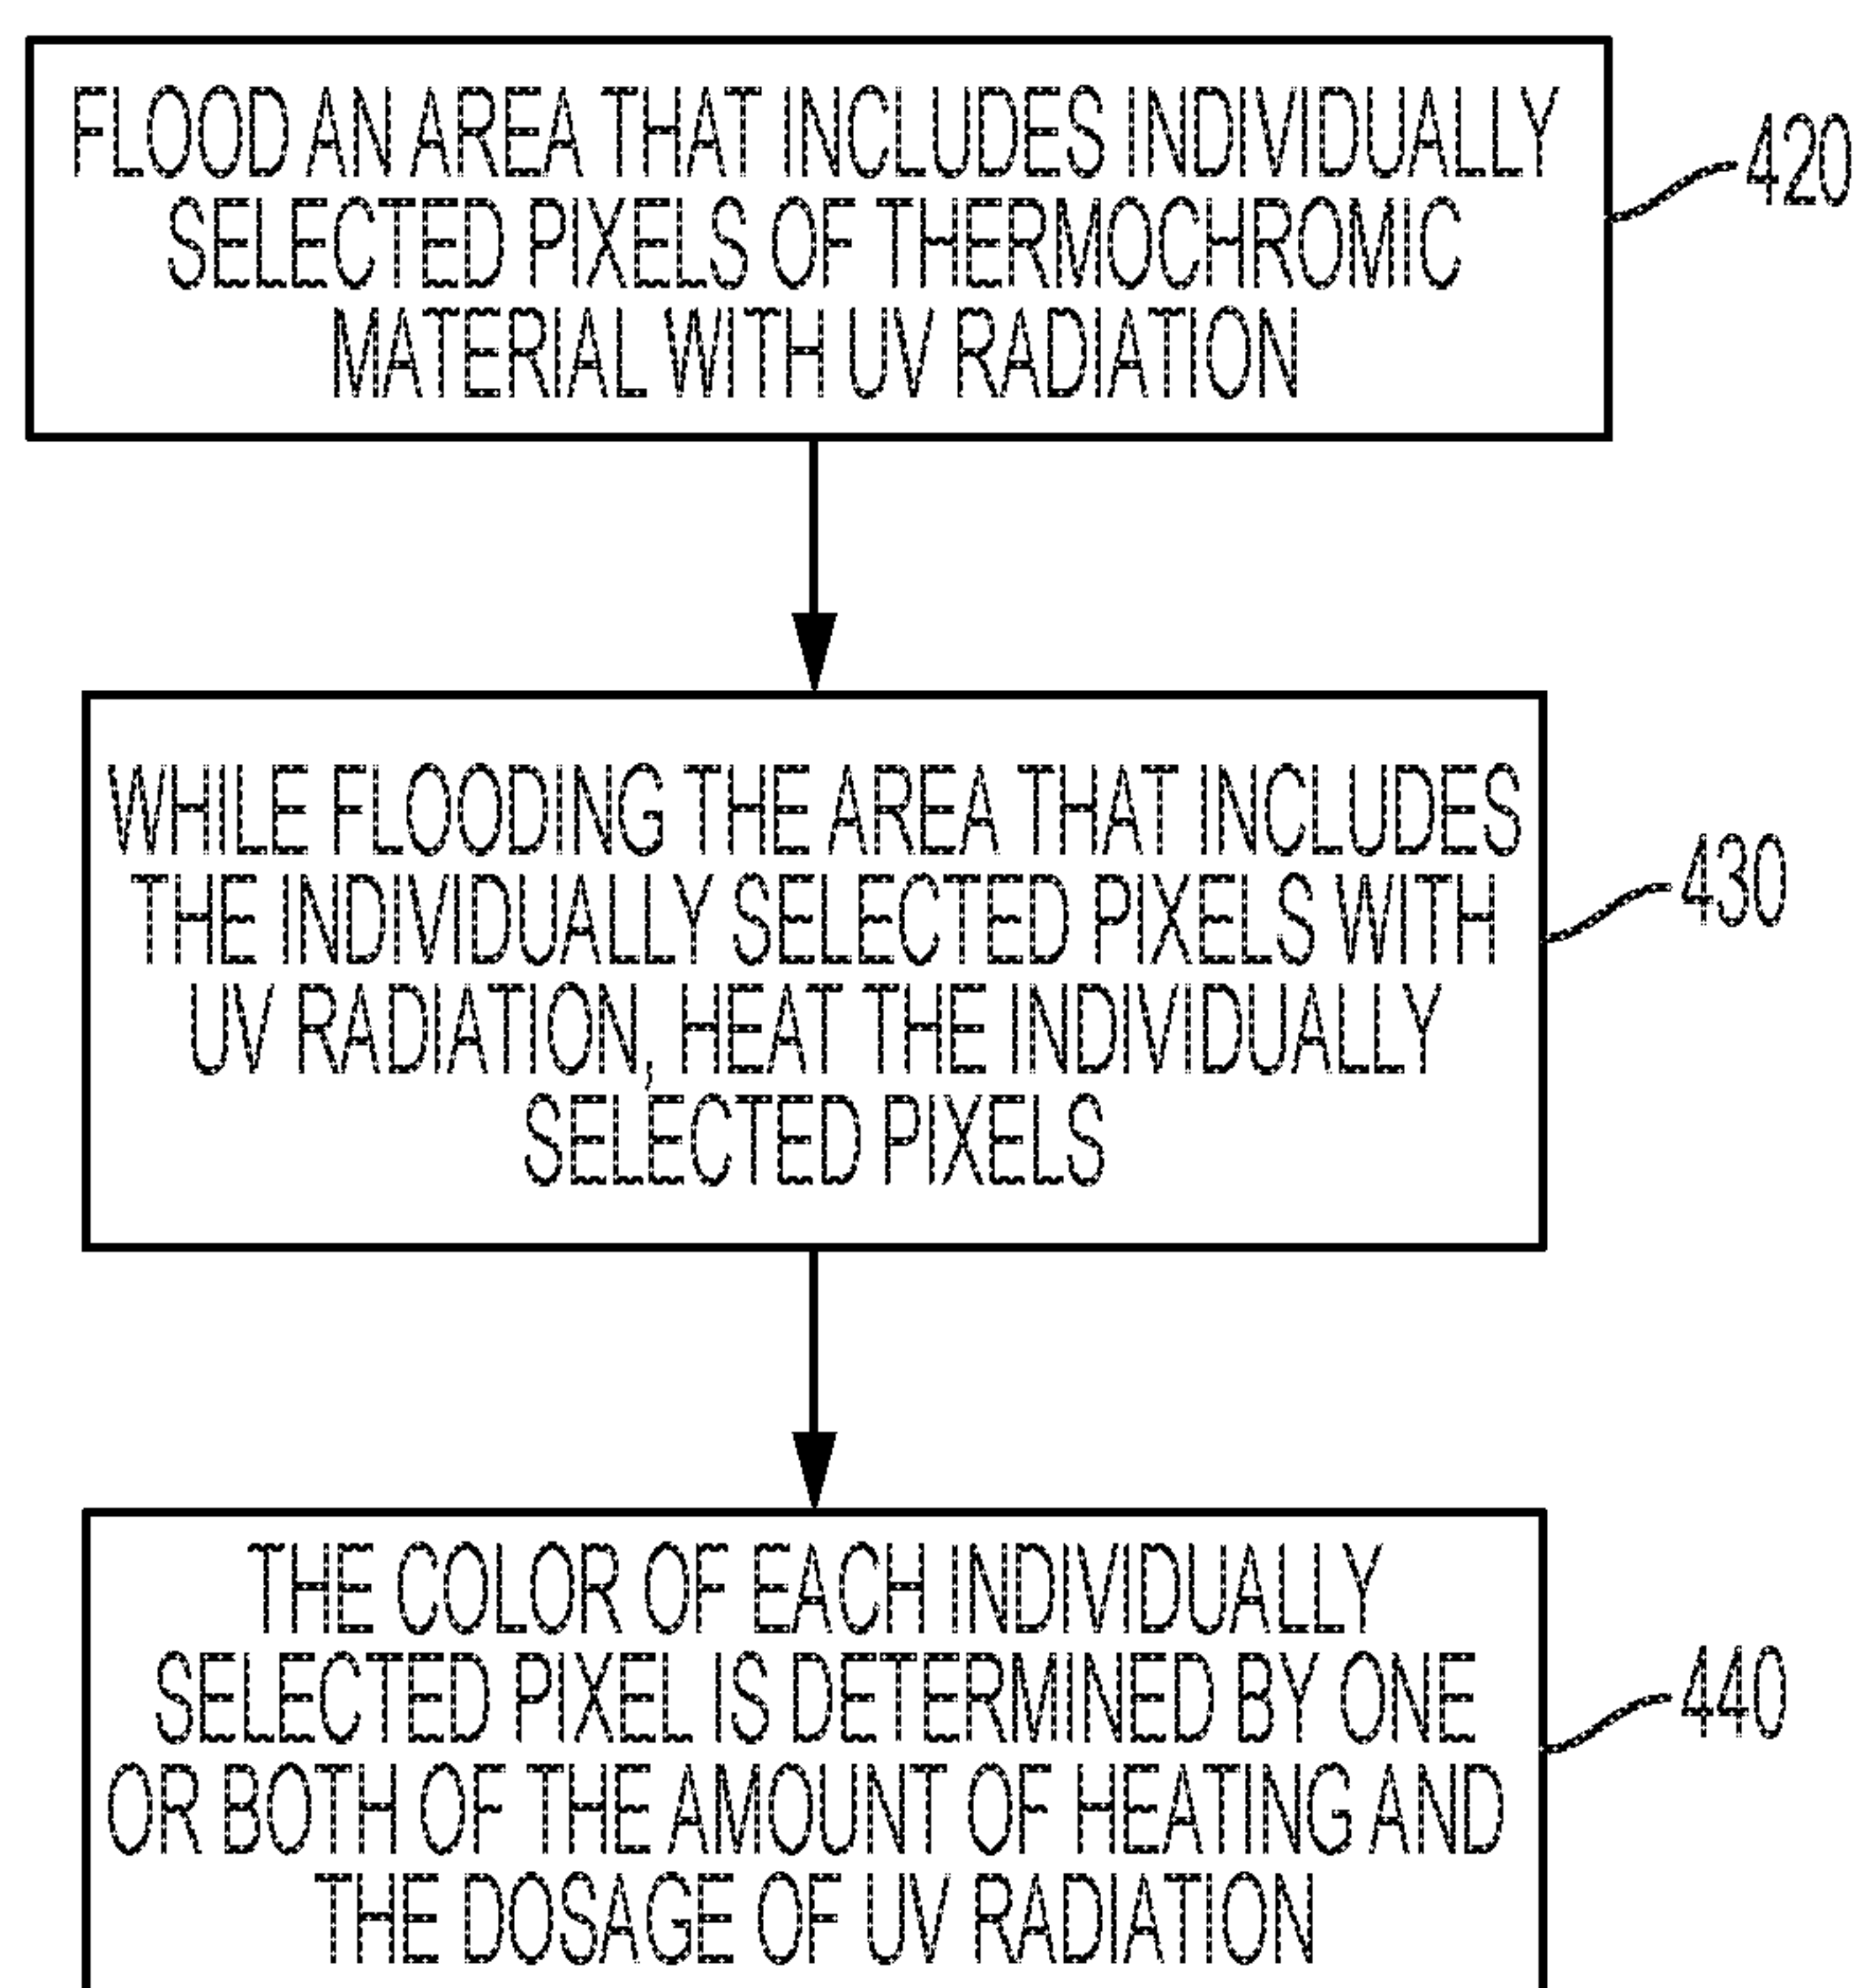 FLOOD AN AREA THAT INCLUDES INDIVIDUALLY
SELECTED PIXELS OF THERMOCHROMIC
MATERIAL WITH UV RADIATION
420
WHILE FLOODING THE AREA THAT INCLUDES
THE INDIVIDUALLY SELECTED PIXELS WITH
UV RADIATION, HEAT THE INDIVIDUALLY
SELECTED PIXELS
430
THE COLOR OF EACH INDIVIDUALLY
SELECTED PIXEL IS DETERMINED BY ONE
OR BOTH OF THE AMOUNT OF HEATING AND
THE DOSAGE OF UV RADIATION
440